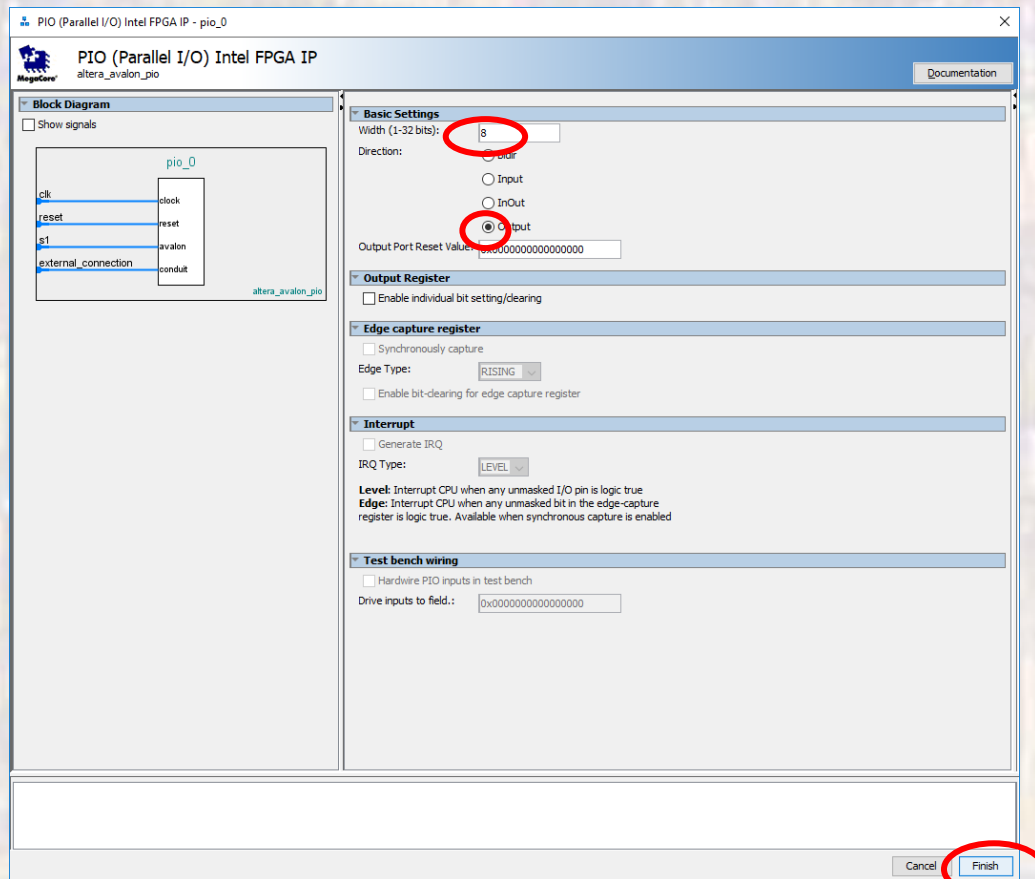 PIO (Parallel I/O) Intel FPGA IP - pio_0
PIO (Parallel I/O) Intel FPGA IP
altera_avalon_pio
MegaCore'
Documentation
Block Diagram
Show signals
pio_0
clk
clock
reset
reset
s1
avalon
external_connection
conduit
altera_avalon_pio
Basic Settings
Width (1-32 bits): 8
Direction: Bidir
Input
InOut
Output
Output Port Reset Value: 0x0000000000000000
Output Register
Enable individual bit setting/clearing
Edge capture register
Synchronously capture
Edge Type: RISING
Enable bit-clearing for edge capture register
Interrupt
Generate IRQ
IRQ Type: LEVEL
Level: Interrupt CPU when any unmasked I/O pin is logic true
Edge: Interrupt CPU when any unmasked bit in the edge-capture
register is logic true. Available when synchronous capture is enabled
Test bench wiring
Hardwire PIO inputs in test bench
Drive inputs to field.: 0x0000000000000000
Cancel Finish